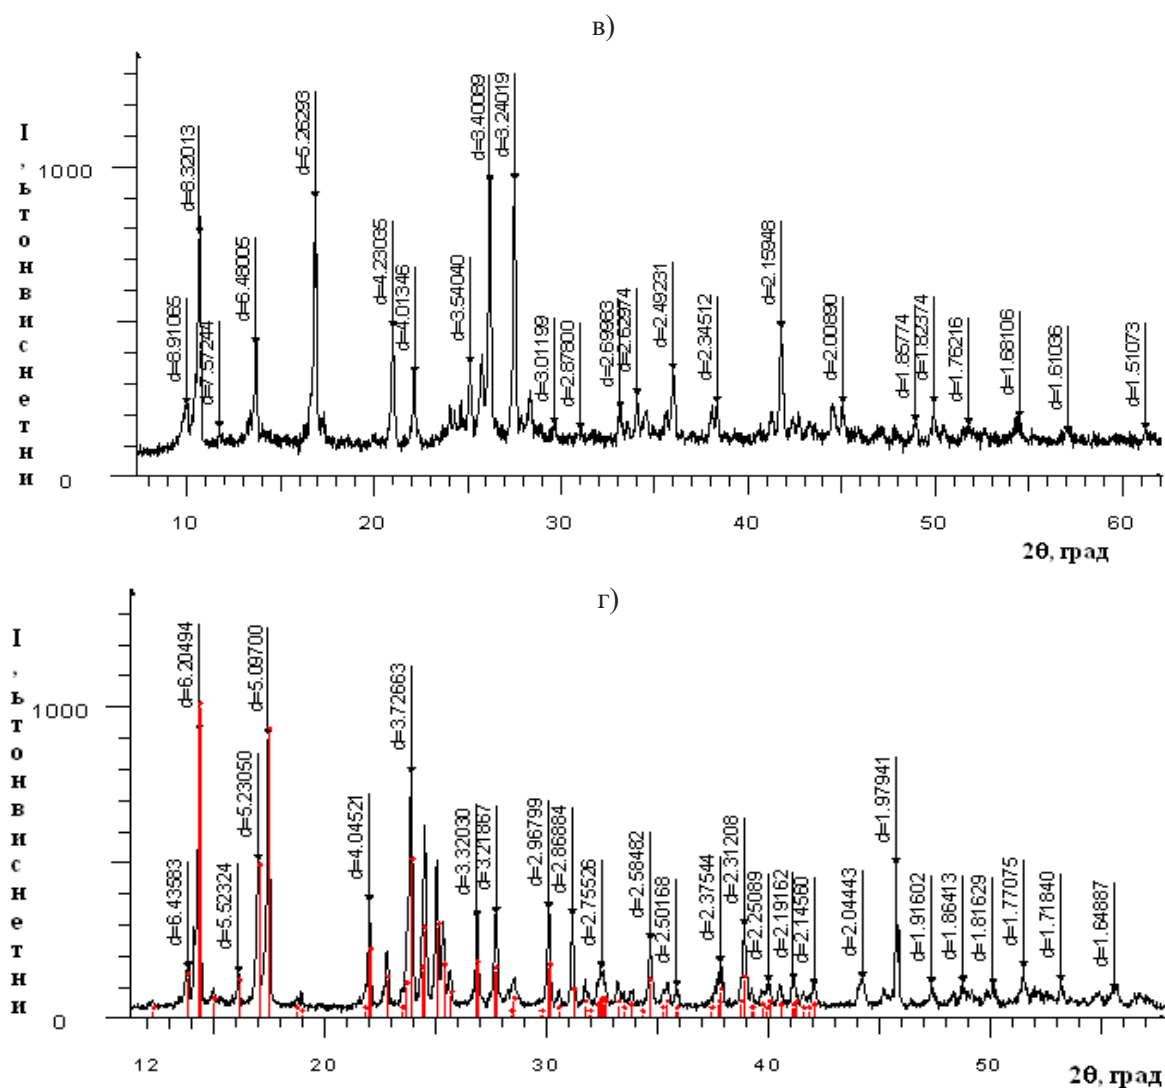 в)
I, ьтонвиснетни
1000
0
d=8.91065
d=8.32013
d=7.57244
d=6.48005
d=5.26293
d=4.23035
d=4.01346
d=3.54040
d=3.40089
d=3.24019
d=3.01199
d=2.87800
d=2.69983
d=2.62974
d=2.49231
d=2.34512
d=2.15948
d=2.00890
d=1.85774
d=1.82374
d=1.76216
d=1.68106
d=1.61036
d=1.51073
10 20 30 40 50 60
2θ, град
г)
I, ьтонвиснетни
1000
0
d=6.43583
d=6.20494
d=5.52324
d=5.23050
d=5.09700
d=4.04521
d=3.72663
d=3.32030
d=3.21867
d=2.96799
d=2.86884
d=2.75526
d=2.58482
d=2.50168
d=2.37544
d=2.31208
d=2.25089
d=2.19162
d=2.14560
d=2.04443
d=1.97941
d=1.91602
d=1.86413
d=1.81629
d=1.77075
d=1.71840
d=1.64887
12 20 30 40 50
2θ, град